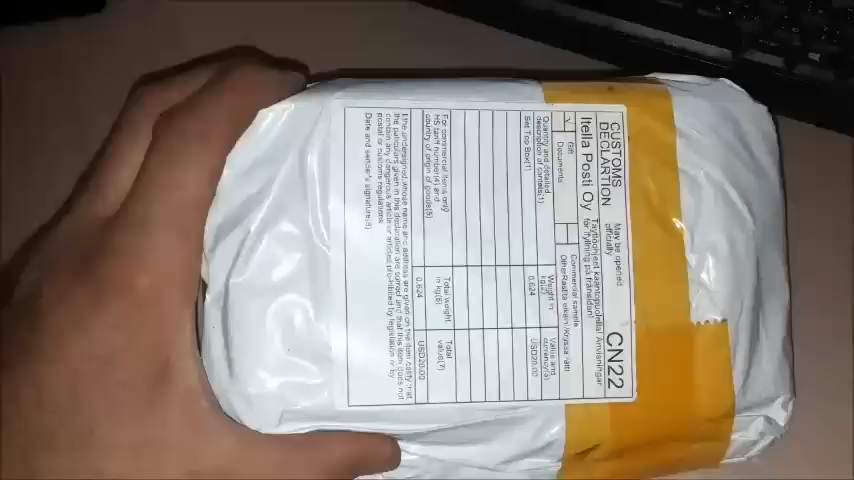 CUSTOMS
DECLARTION
May be opened
officially
CN22
Itella Posti Oy
Täyttöohjeet kääntöpuolella! Anvisningar
för ifyllning på frånsidan!
√ Gift
Commercial sample
Documents
Other
Quantity and detailed
description of contents(1)
Weight in
kg(2)
Value and
currency(3)
Set Top Box(1)
0.624
USD20.00
For commercial items only
HS tariff number(4) and
country of origin of goods(5)
Total weight
in kg(6)
Total
value(7)
0.624
USD20.00
I the undersigned, whose name and address are given on the item certify that
the particulars given in this declaration are correct and that this item does not
contain any dangerous article or articles prohibited by legislation or by
postal or customs regulations
Date and sender's signature(8)